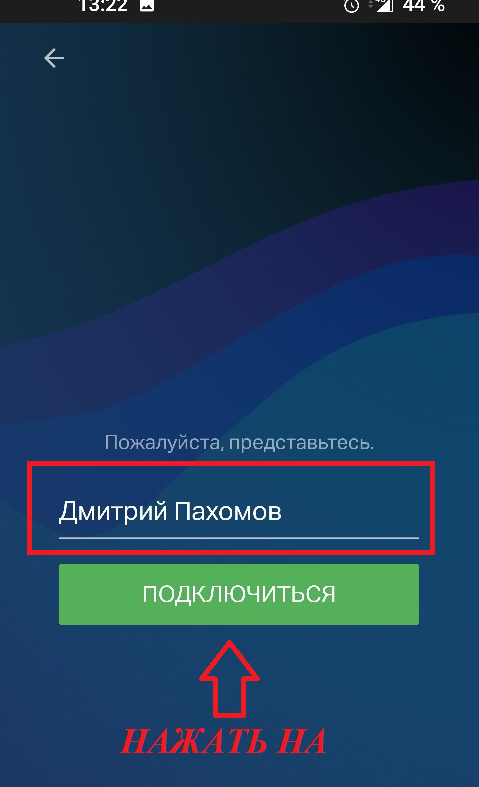 13:22 44 %
Пожалуйста, представьтесь.
Дмитрий Пахомов
ПОДКЛЮЧИТЬСЯ
НАЖАТЬ НА